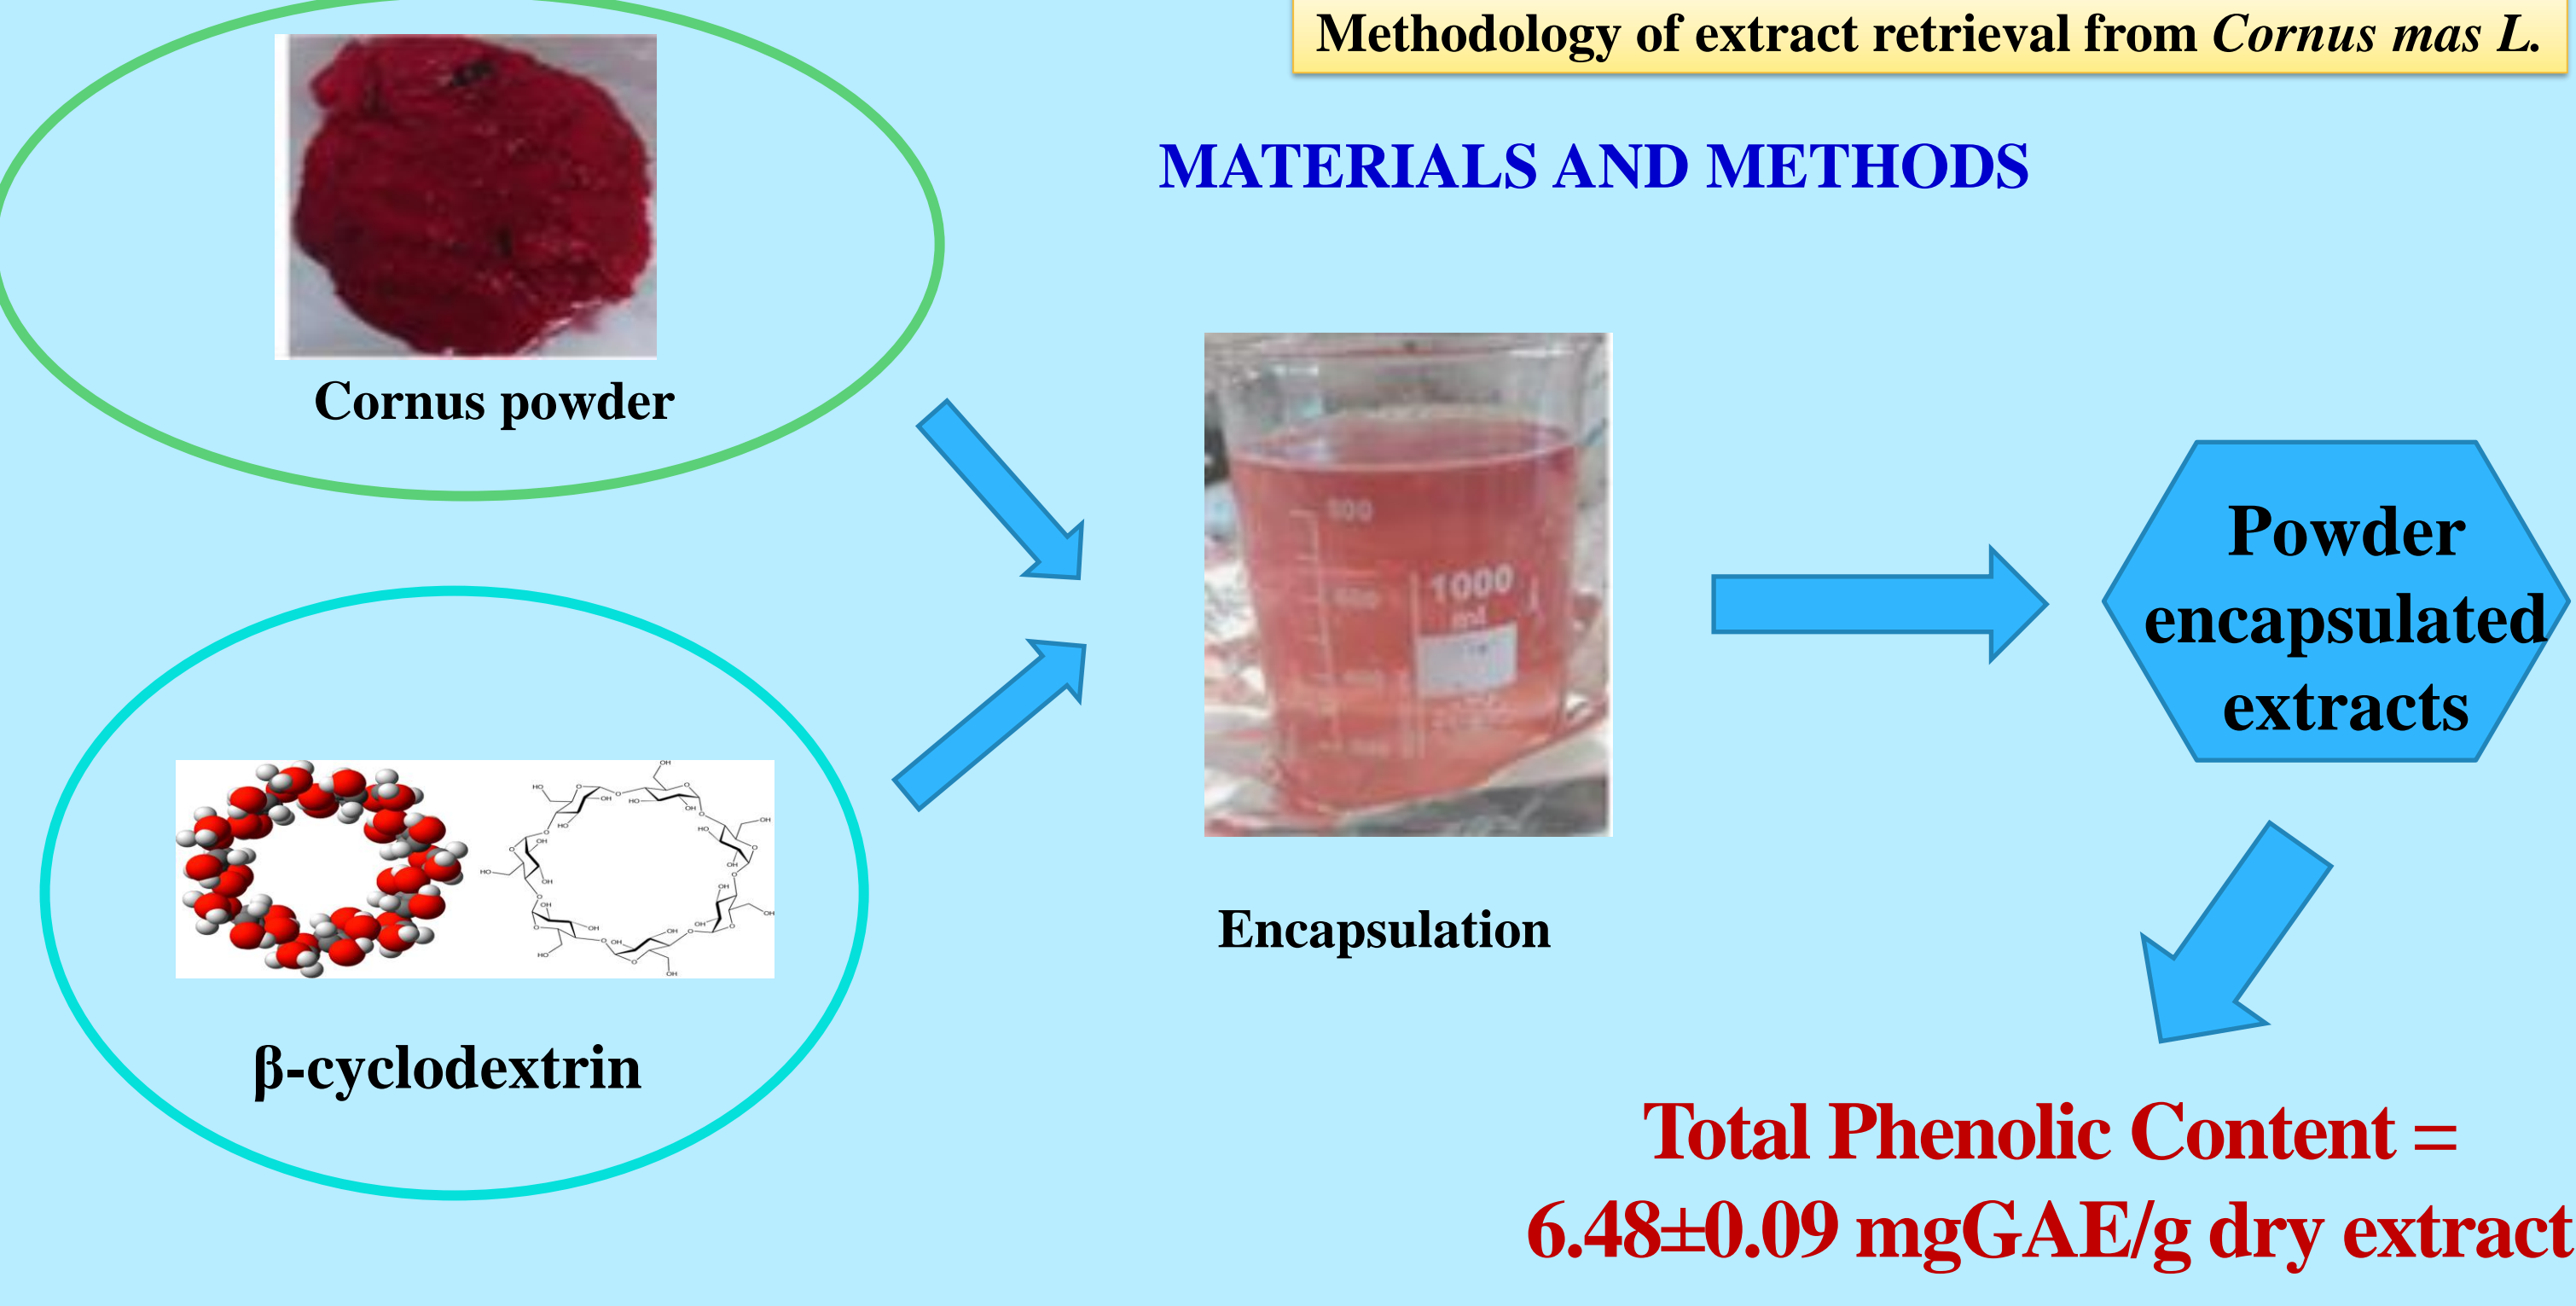 Methodology of extract retrieval from Cornus mas L.
MATERIALS AND METHODS
Cornus powder
1000
ml
Powder
encapsulated
extracts
Encapsulation
β-cyclodextrin
Total Phenolic Content =
6.48±0.09 mgGAE/g dry extract